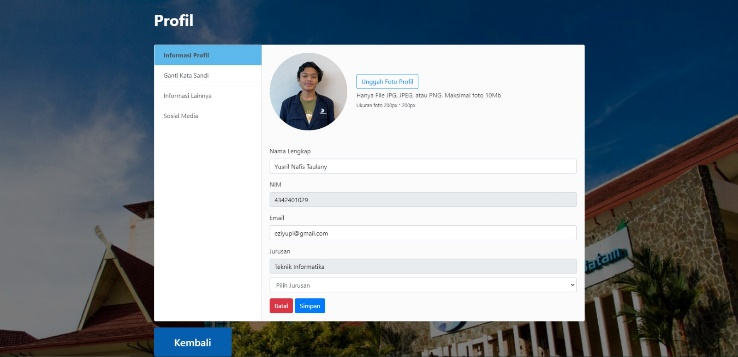 Profil
Informasi Profil
Ganti Kata Sandi
Informasi Lainnya
Sosial Media
Unggah Foto Profil
Hanya File JPG, JPEG, atau PNG. Maksimal foto 10Mb
Ukuran foto 200px * 200px
Nama Lengkap
Yusril Nafis Taulany
NIM
4342401029
Email
eziyupi@gmail.com
Jurusan
Teknik Informatika
Pilih Jurusan
Batal
Simpan
Kembali